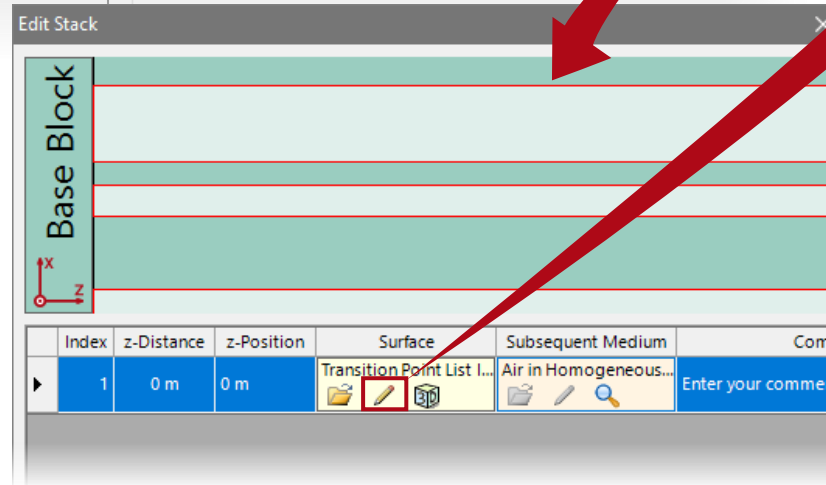 Edit Stack
Base Block
x
z
Index z-Distance z-Position Surface Subsequent Medium Com
1 0 m 0 m Transition Point List I... Air in Homogeneous... Enter your comme
3D